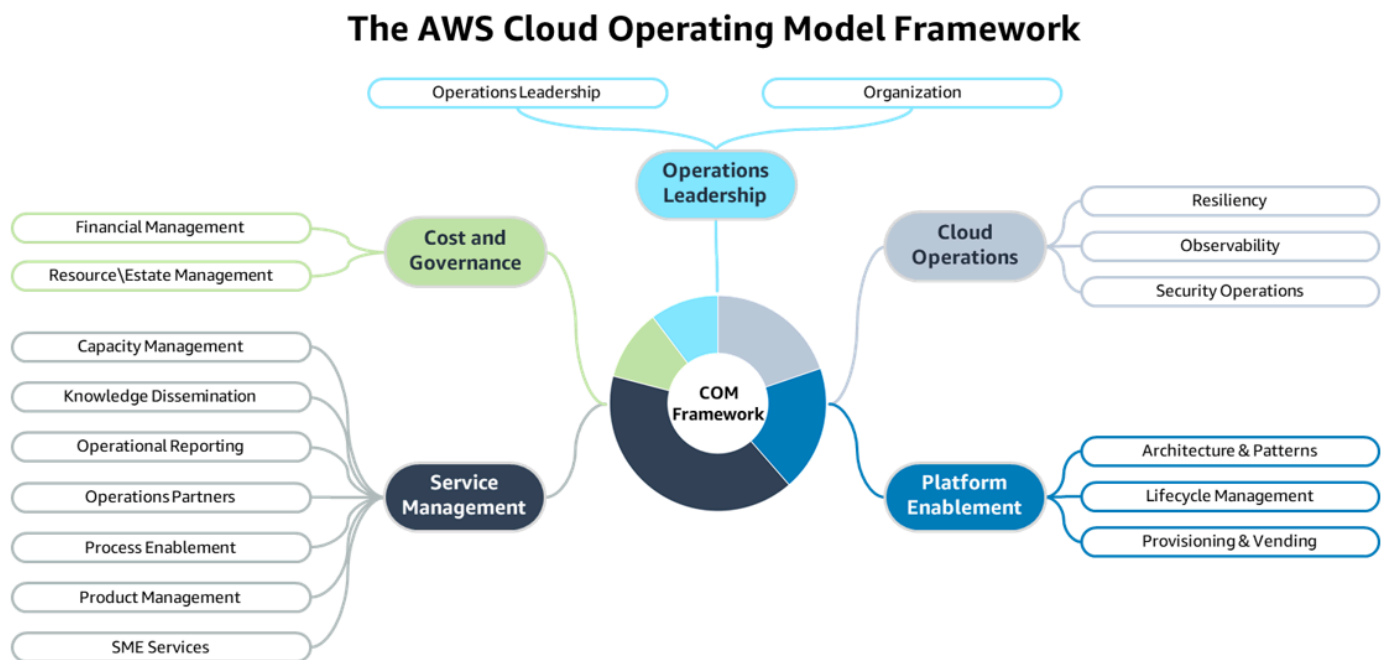 The AWS Cloud Operating Model Framework
Operations Leadership
Organization
Operations
Leadership
Financial Management
Resource\Estate Management
Cost and
Governance
Cloud
Operations
Resiliency
Observability
Security Operations
COM
Framework
Capacity Management
Knowledge Dissemination
Operational Reporting
Operations Partners
Process Enablement
Product Management
SME Services
Service
Management
Platform
Enablement
Architecture & Patterns
Lifecycle Management
Provisioning & Vending